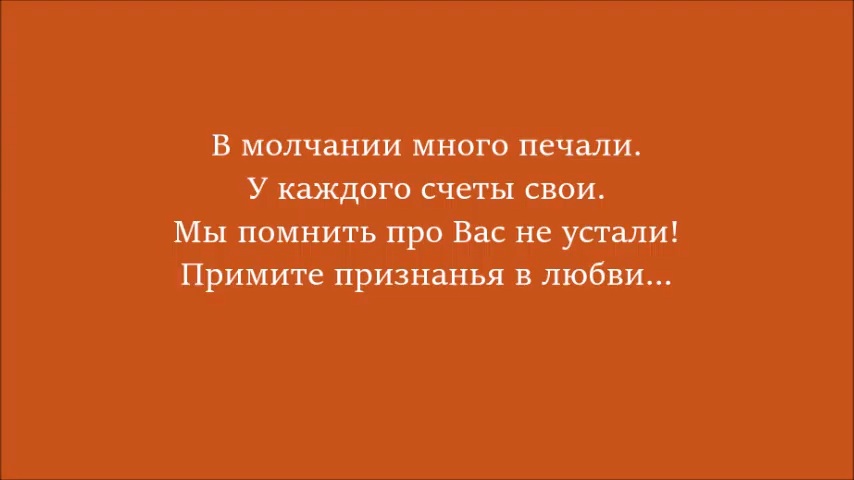 В молчании много печали.
У каждого счеты свои.
Мы помнить про Вас не устали!
Примите признанья в любви...